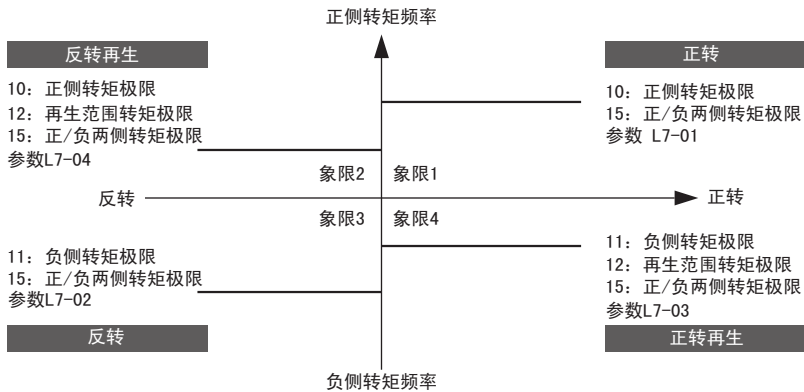 正侧转矩频率
反转再生
10: 正侧转矩极限
12: 再生范围转矩极限
15: 正/负两侧转矩极限
参数L7-04
正转
10: 正侧转矩极限
15: 正/负两侧转矩极限
参数 L7-01
象限2
象限1
反转
正转
象限3
象限4
11: 负侧转矩极限
15: 正/负两侧转矩极限
参数L7-02
反转
11: 负侧转矩极限
12: 再生范围转矩极限
15: 正/负两侧转矩极限
参数L7-03
正转再生
负侧转矩频率